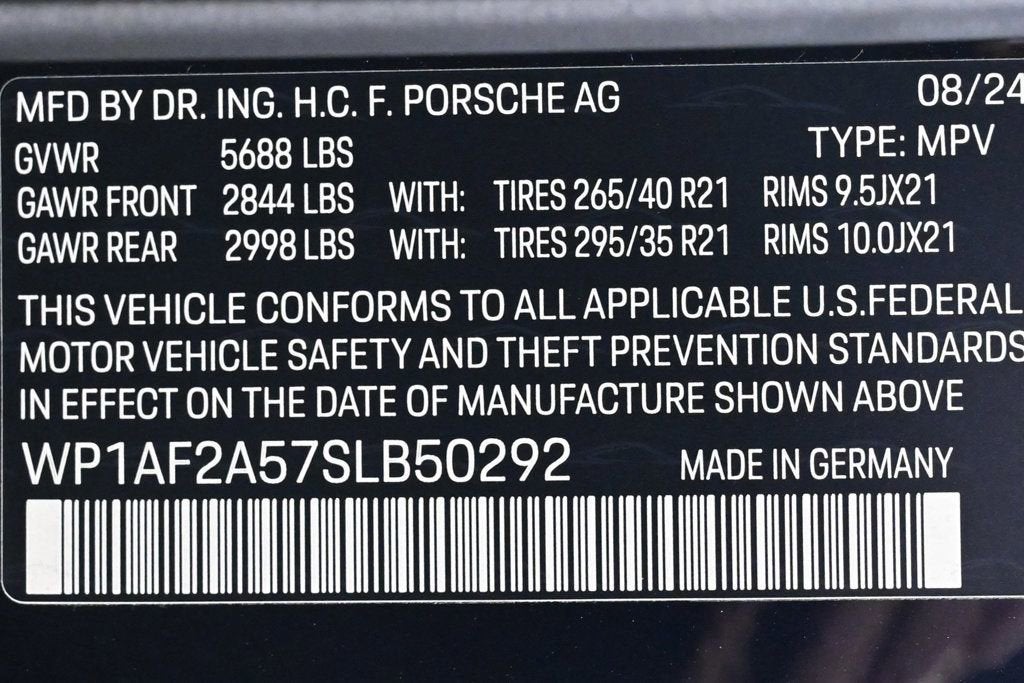 MFD BY DR. ING. H.C. F. PORSCHE AG 08/24
GVWR 5688 LBS TYPE: MPV
GAWR FRONT 2844 LBS WITH: TIRES 265/40 R21 RIMS 9.5JX21
GAWR REAR 2998 LBS WITH: TIRES 295/35 R21 RIMS 10.0JX21
THIS VEHICLE CONFORMS TO ALL APPLICABLE U.S.FEDERAL
MOTOR VEHICLE SAFETY AND THEFT PREVENTION STANDARDS
IN EFFECT ON THE DATE OF MANUFACTURE SHOWN ABOVE
WP1AF2A57SLB50292 MADE IN GERMANY